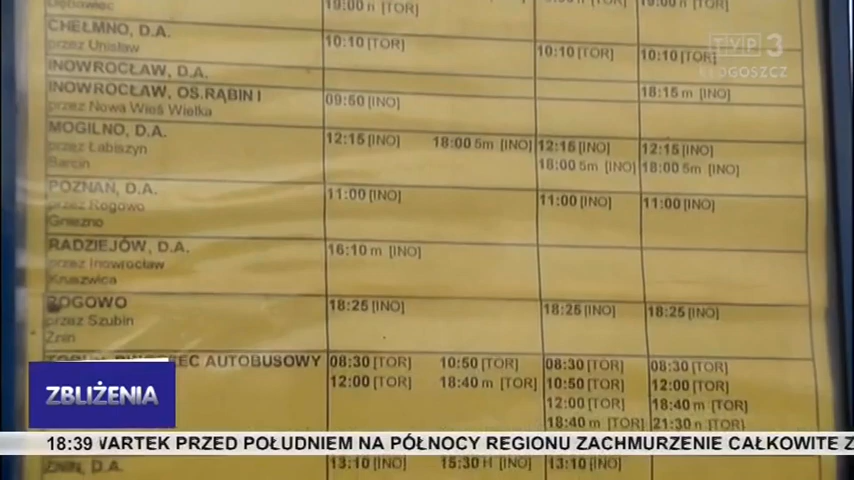 Dębowiec 19:00 n [TOR] 19:00 n [TOR]
CHEŁMNO, D.A. 10:10 [TOR] 10:10 [TOR] 10:10 [TOR]
przez Unisław
TVP 3
BYDGOSZCZ
INOWROCŁAW, D.A. 18:15 m [INO]
INOWROCŁAW, OS.RĄBIN I 09:50 [INO]
przez Nowa Wieś Wielka
MOGILNO, D.A. 12:15 [INO] 18:00 5m [INO] 12:15 [INO] 12:15 [INO]
przez Łabiszyn 18:00 5m [INO] 18:00 5m [INO]
Barcin
POZNAŃ, D.A. 11:00 [INO] 11:00 [INO] 11:00 [INO]
przez Rogowo
Gniezno
RADZIEJÓW, D.A. 16:10 m [INO]
przez Inowrocław
Kruszwica
ROGOWO 18:25 [INO] 18:25 [INO] 18:25 [INO]
przez Szubin
Żnin
AUTOBUSOWY 08:30 [TOR] 10:50 [TOR] 08:30 [TOR] 08:30 [TOR]
12:00 [TOR] 18:40 m [TOR] 10:50 [TOR] 12:00 [TOR]
12:00 [TOR] 18:40 m [TOR]
18:40 m [TOR] 21:30 n [TOR]
ZBLIŻENIA
18:39 WARTEK PRZED POŁUDNIEM NA PÓŁNOCY REGIONU ZACHMURZENIE CAŁKOWITE Z
ŻNIN, D.A. 13:10 [INO] 15:30 H [INO] 13:10 [INO]